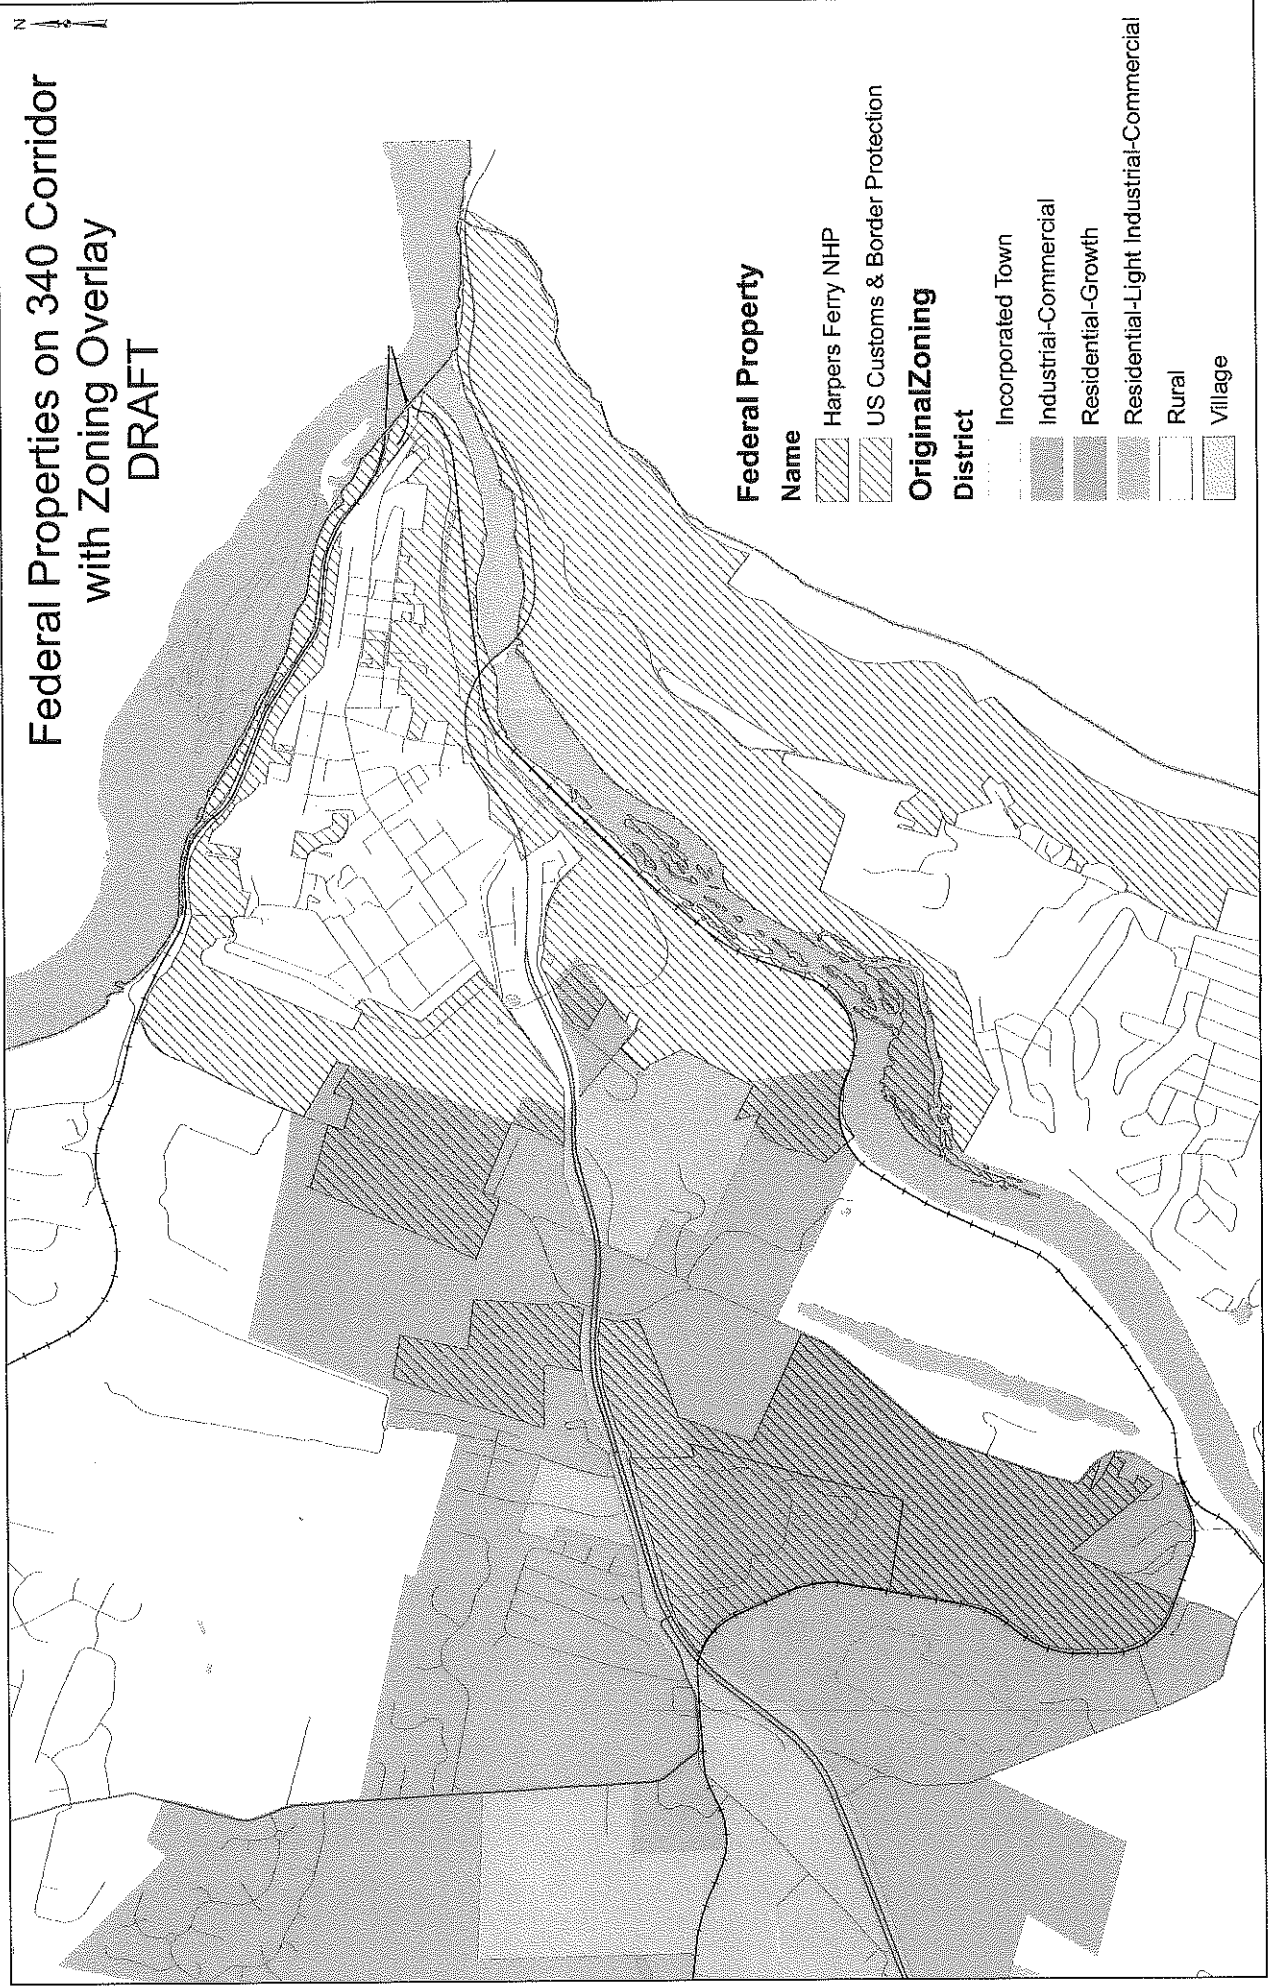 N
Federal Properties on 340 Corridor
with Zoning Overlay
DRAFT
Federal Property
Name
Harpers Ferry NHP
US Customs & Border Protection
OriginalZoning
District
Incorporated Town
Industrial-Commercial
Residential-Growth
Residential-Light Industrial-Commercial
Rural
Village